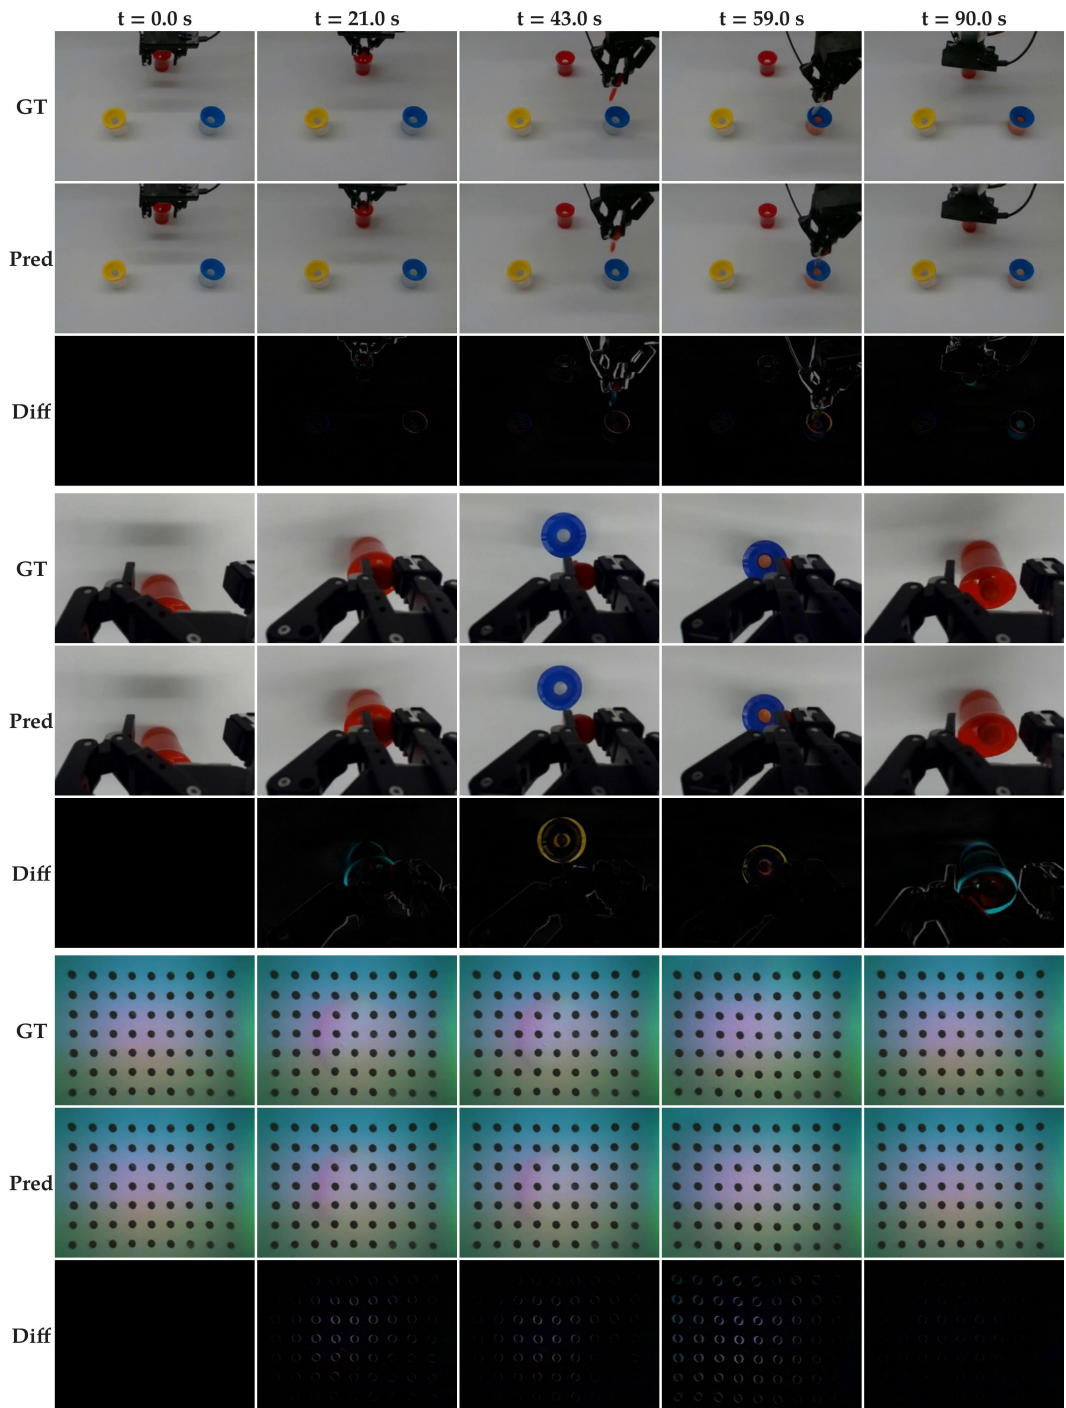 t = 0.0 s t = 21.0 s t = 43.0 s t = 59.0 s t = 90.0 s
GT
Pred
Diff
GT
Pred
Diff
GT
Pred
Diff